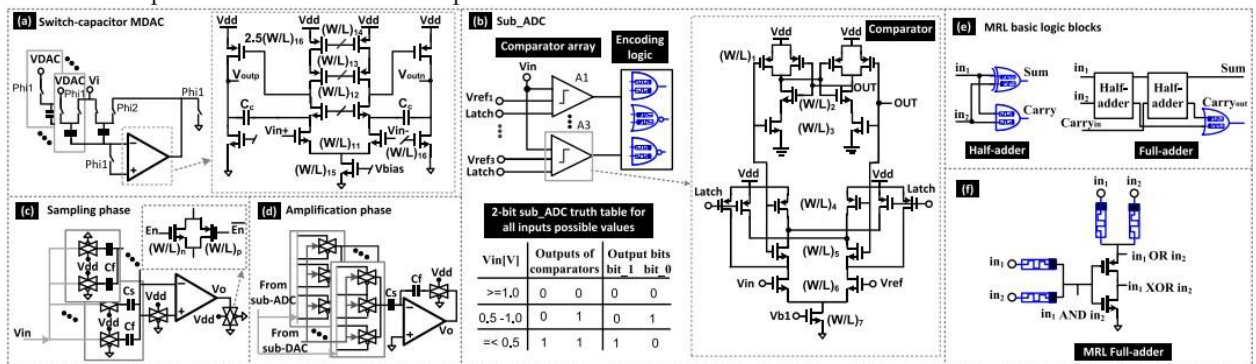 (a) Switch-capacitor MDAC
VDAC
Phi1
VDAC Vi
Phi1
Phi2
Phi1
Phi1
Vdd Vdd Vdd Vdd
2.5(W/L)16
(W/L)14
(W/L)13
Voutp
Voutn
(W/L)12
Cc
Cc
Vin+
Vin-
(W/L)11
(W/L)16
(W/L)15
Vbias
(b) Sub_ADC
Comparator array
Encoding
logic
Vin
A1
Vref1
Latch
A3
Vref3
Latch
2-bit sub_ADC truth table for
all inputs possible values
Vin[V] Outputs of comparators Output bits bit_1 bit_0
>=1.0 0 0 0 0
0.5 -1.0 0 1 0 1
=< 0.5 1 1 1 0
Comparator
Vdd Vdd
(W/L)1
OUT
(W/L)2
OUT
(W/L)3
Vdd Vdd
Latch
Latch
(W/L)4
(W/L)5
Vin
(W/L)6
Vref
Vb1
(W/L)7
(c) Sampling phase
En
En
(W/L)n
(W/L)p
Vdd
Cf
Vdd
Cs
Vo
Vdd
Cf
Vin
(d) Amplification phase
Vdd
Cf
Cs
From
sub-ADC
From
sub-DAC
Vo
(e) MRL basic logic blocks
in1
Sum
in2
Carry
Half-adder
in1
Sum
in2
Half-
adder
Half-
adder
Carryout
Carryin
Full-adder
(f)
in1 in2
in1 OR in2
in1
in1 XOR in2
in2
in1 AND in2
MRL Full-adder